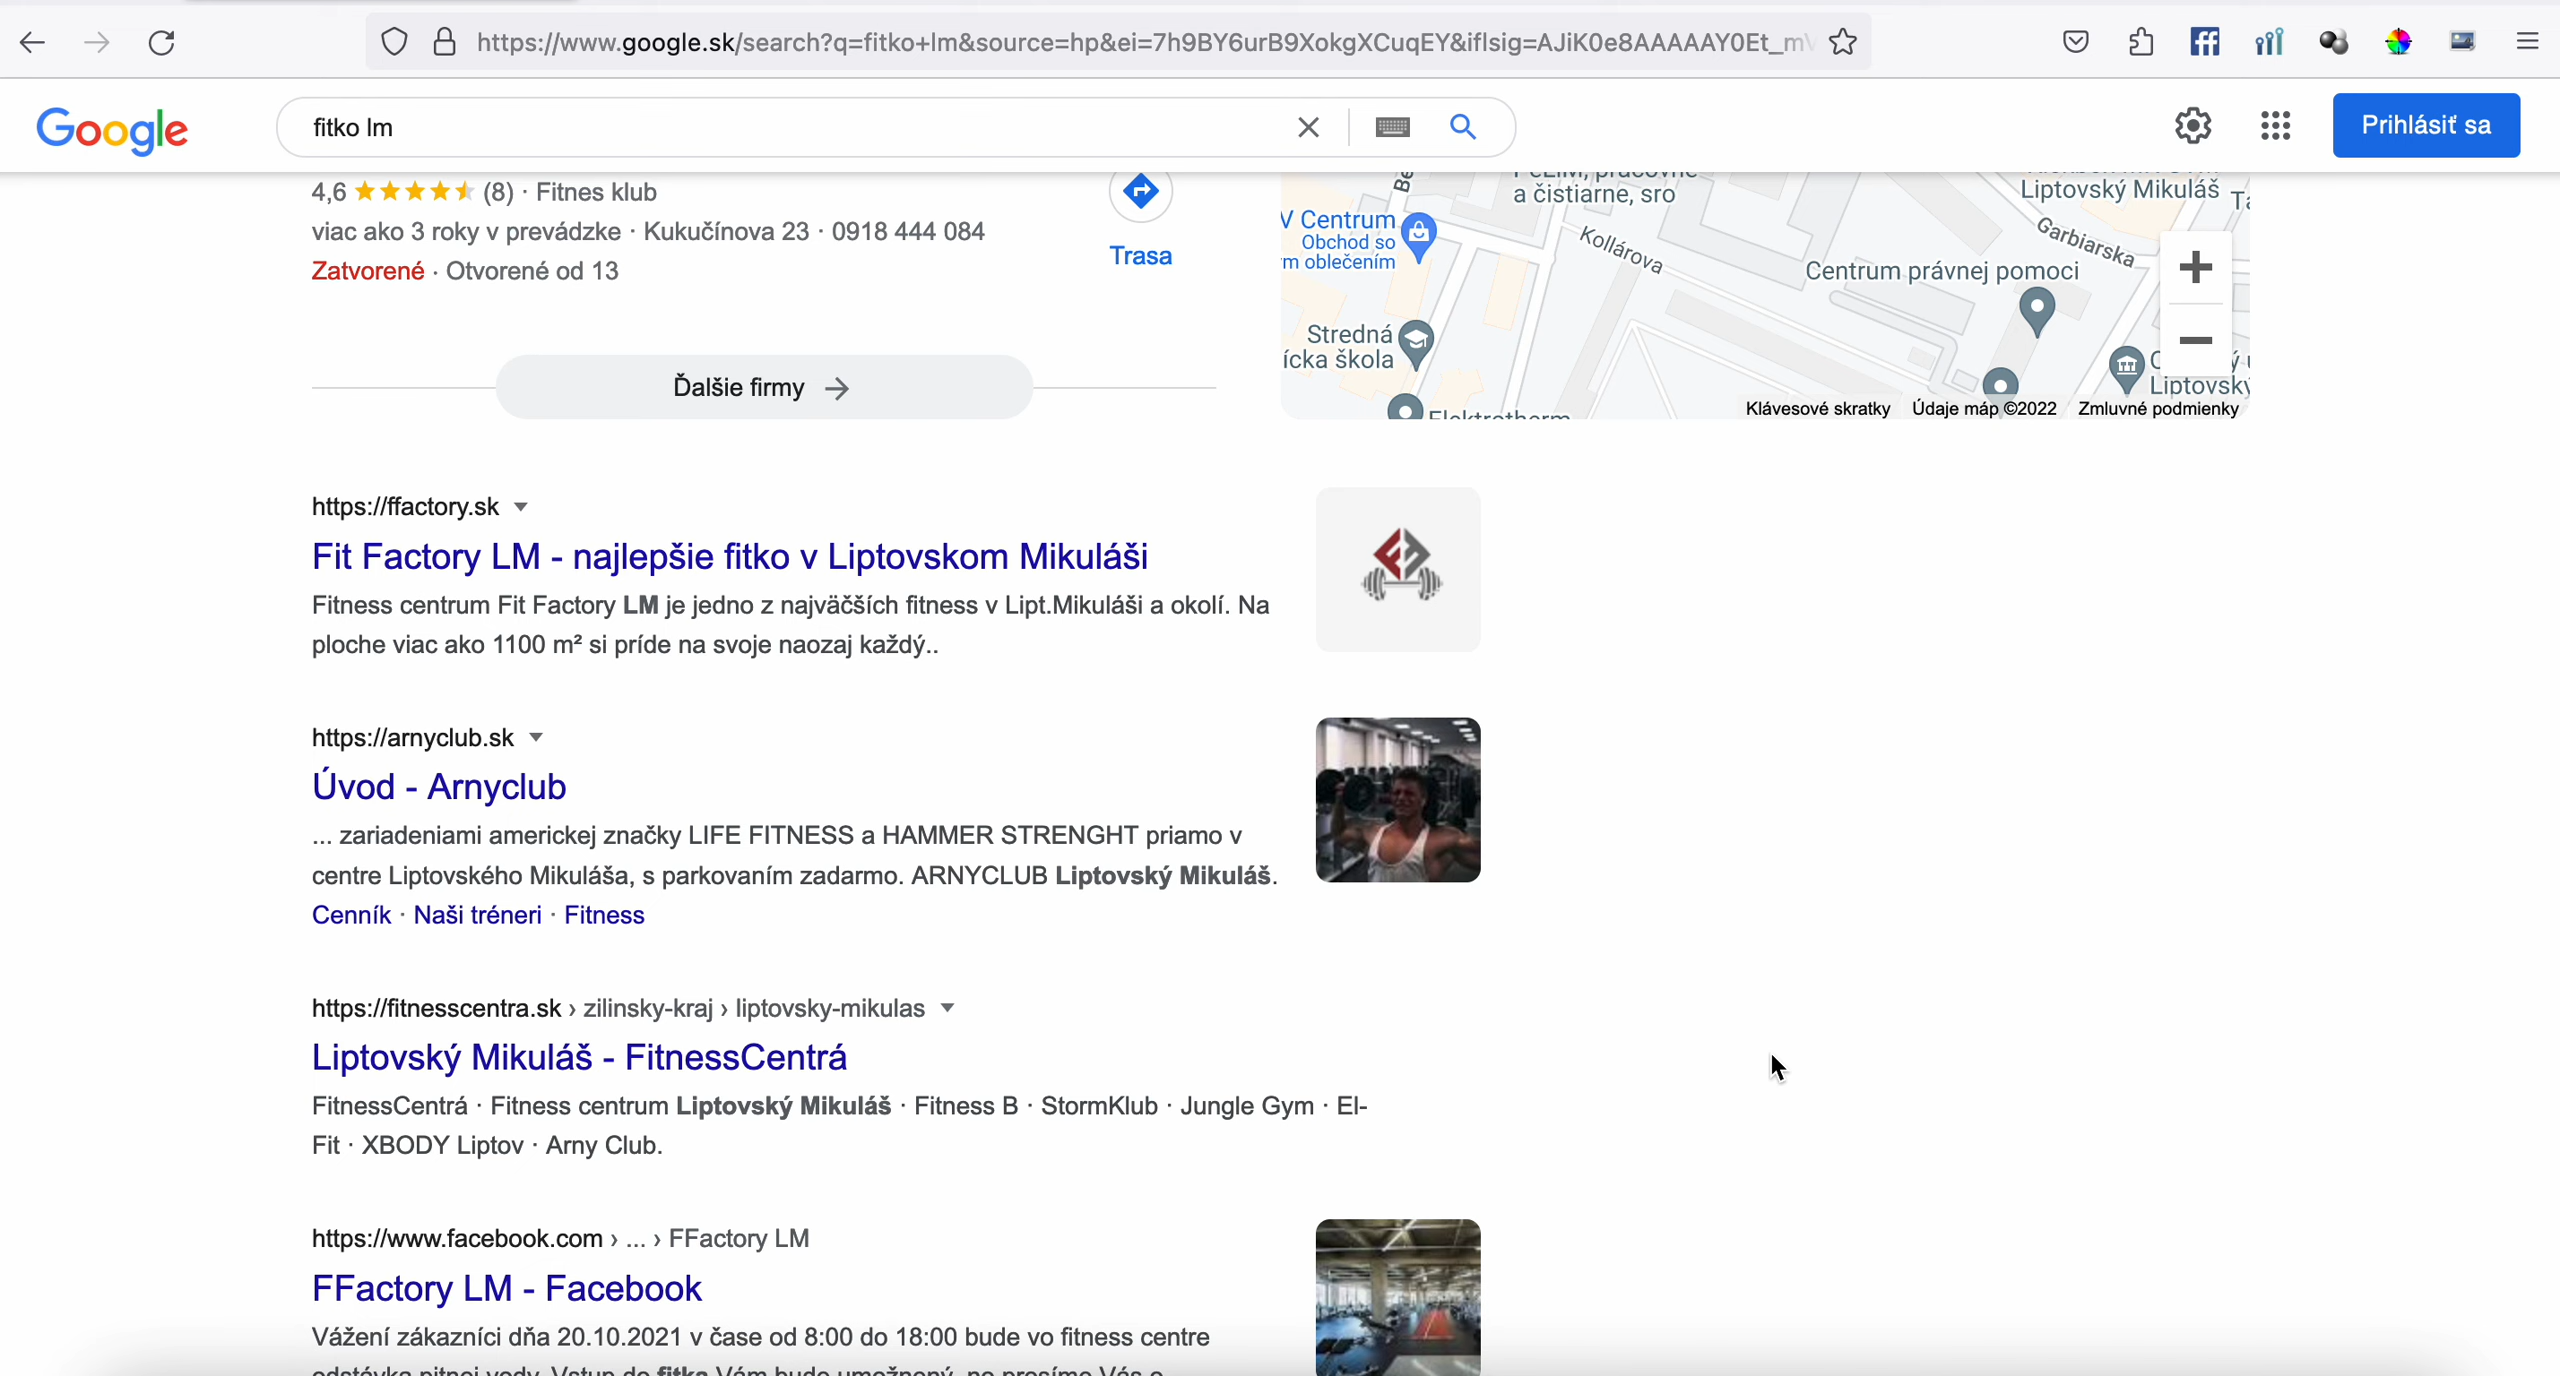 https://www.google.sk/search?q=fitko+lm&source=hp&ei=7h9BY6urB9XokgXCuqEY&iflsig=AJiK0e8AAAAAY0Et_m
Google
fitko lm
Prihlásiť sa
4,6 (8) · Fitnes klub
viac ako 3 roky v prevádzke · Kukučínova 23 · 0918 444 084
Zatvorené · Otvorené od 13
Trasa
Ďalšie firmy →
a čistiarne, sro
Liptovský Mikuláš
Garbiarska
V Centrum
Obchod so
m oblečením
Kollárova
Centrum právnej pomoci
Stredná
ícka škola
Liptovský
Klávesové skratky Údaje máp ©2022 Zmluvné podmienky
https://ffactory.sk
Fit Factory LM - najlepšie fitko v Liptovskom Mikuláši
Fitness centrum Fit Factory LM je jedno z najväčších fitness v Lipt.Mikuláši a okolí. Na
ploche viac ako 1100 m² si príde na svoje naozaj každý..
https://arnyclub.sk
Úvod - Arnyclub
... zariadeniami americkej značky LIFE FITNESS a HAMMER STRENGHT priamo v
centre Liptovského Mikuláša, s parkovaním zadarmo. ARNYCLUB Liptovský Mikuláš.
Cenník · Naši tréneri · Fitness
https://fitnesscentra.sk › zilinsky-kraj › liptovsky-mikulas
Liptovský Mikuláš - FitnessCentrá
FitnessCentrá · Fitness centrum Liptovský Mikuláš · Fitness B · StormKlub · Jungle Gym · El-
Fit · XBODY Liptov · Arny Club.
https://www.facebook.com › ... › FFactory LM
FFactory LM - Facebook
Vážení zákazníci dňa 20.10.2021 v čase od 8:00 do 18:00 bude vo fitness centre